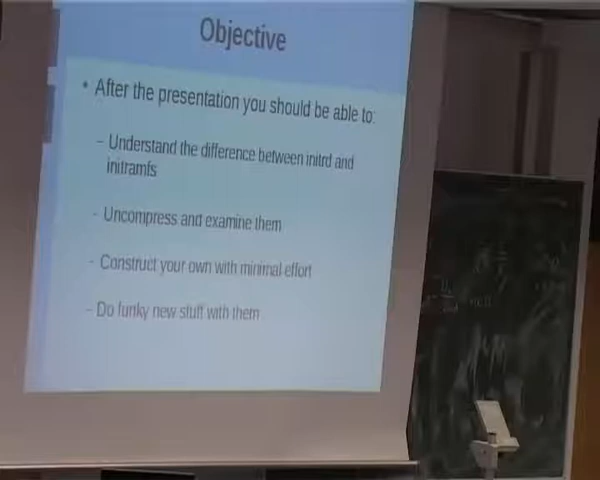 Objective
• After the presentation you should be able to:
– Understand the difference between initrd and
initramfs
– Uncompress and examine them
– Construct your own with minimal effort
– Do funky new stuff with them